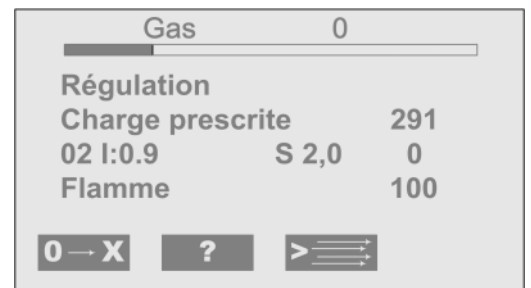 Gas 0
Régulation
Charge prescrite 291
02 I:0.9 S 2,0 0
Flamme 100
0→X ? >